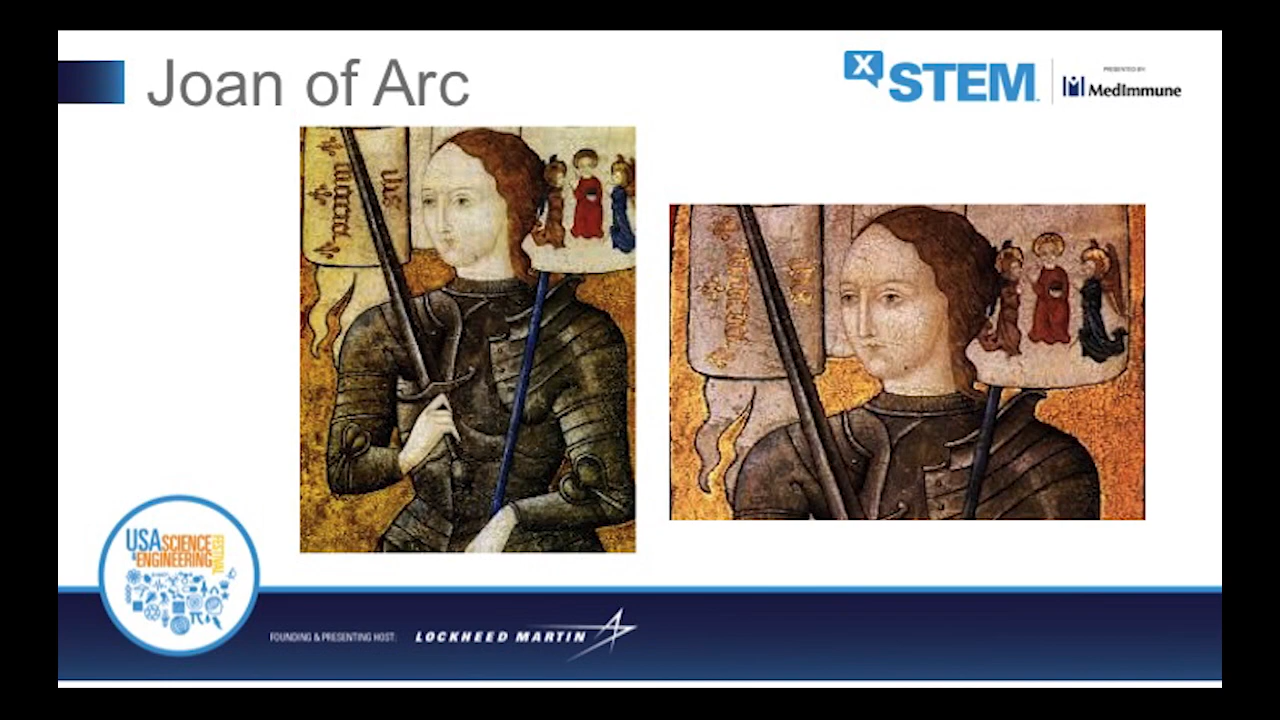 Joan of Arc
X
STEM
PRESENTED BY
MedImmune
USA SCIENCE
& ENGINEERING
FESTIVAL
FOUNDING & PRESENTING HOST:
LOCKHEED MARTIN